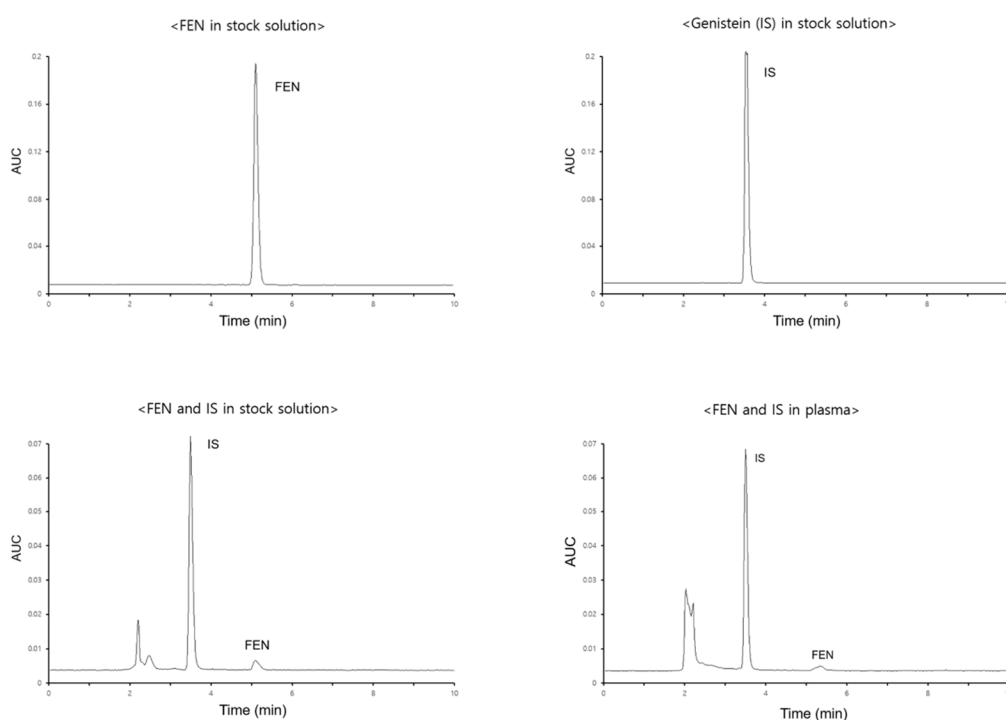 <FEN in stock solution>
0.2
0.16
0.12
0.08
0.04
0
AUC
FEN
0 2 4 6 8 10
Time (min)
<Genistein (IS) in stock solution>
0.2
0.16
0.12
0.08
0.04
0
AUC
IS
0 2 4 6 8
Time (min)
<FEN and IS in stock solution>
0.07
0.06
0.05
0.04
0.03
0.02
0.01
0
AUC
IS
FEN
0 2 4 6 8 10
Time (min)
<FEN and IS in plasma>
0.07
0.06
0.05
0.04
0.03
0.02
0.01
0
AUC
IS
FEN
0 2 4 6 8
Time (min)